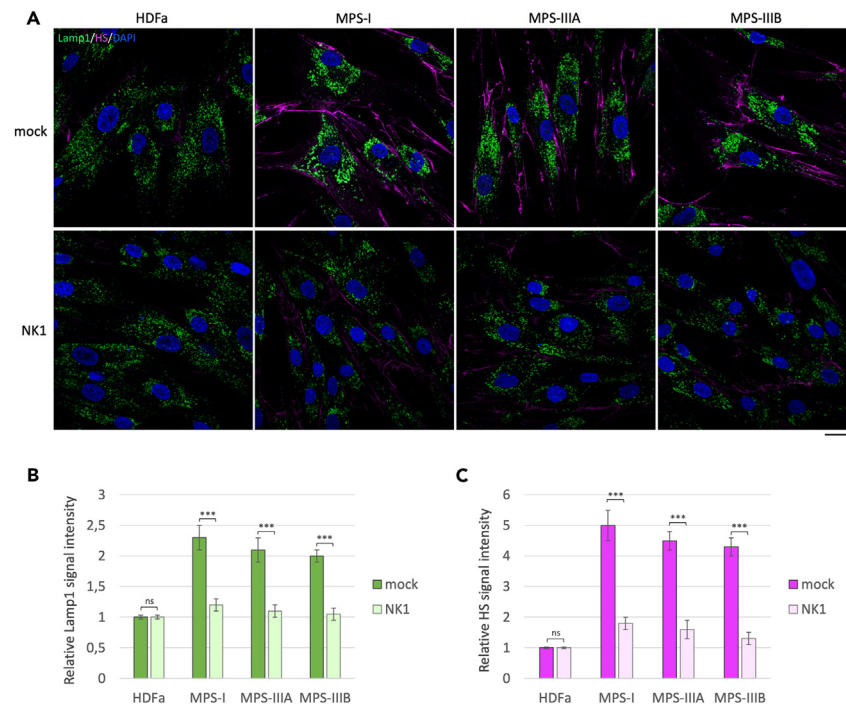 A
HDFa
MPS-I
MPS-IIIA
MPS-IIIB
Lamp1/HS/DAPI
mock
NK1
B
Relative Lamp1 signal intensity
3
2,5
2
1,5
1
0,5
0
ns
***
***
***
mock
NK1
HDFa
MPS-I
MPS-IIIA
MPS-IIIB
C
Relative HS signal intensity
6
5
4
3
2
1
0
ns
***
***
***
mock
NK1
HDFa
MPS-I
MPS-IIIA
MPS-IIIB